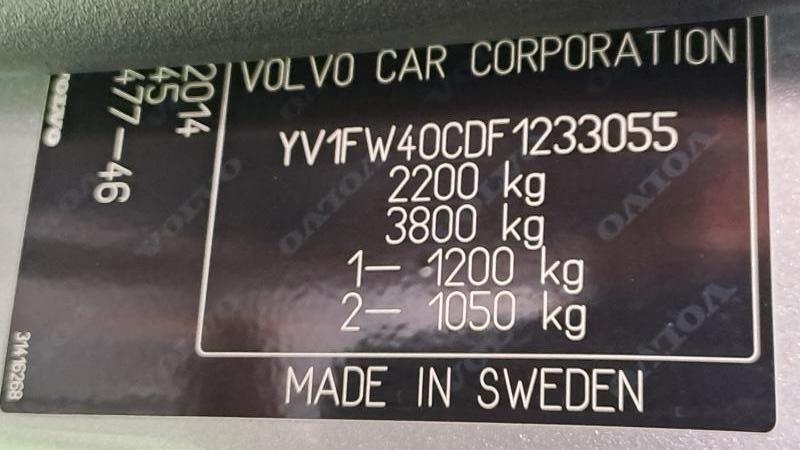 VOLVO CAR CORPORATION
YV1FW40CDF1233055
2200 kg
3800 kg
1– 1200 kg
2– 1050 kg
MADE IN SWEDEN
2014
45
477–46
VOLVO
31416268